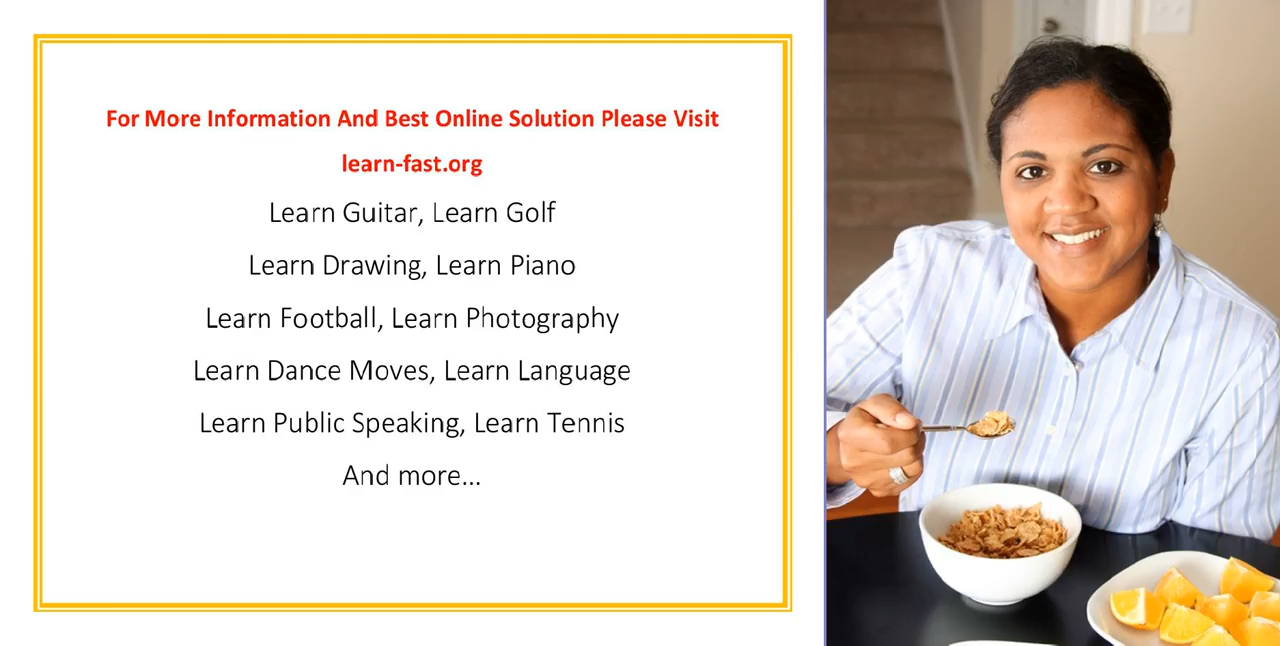 For More Information And Best Online Solution Please Visit
learn-fast.org
Learn Guitar, Learn Golf
Learn Drawing, Learn Piano
Learn Football, Learn Photography
Learn Dance Moves, Learn Language
Learn Public Speaking, Learn Tennis
And more...